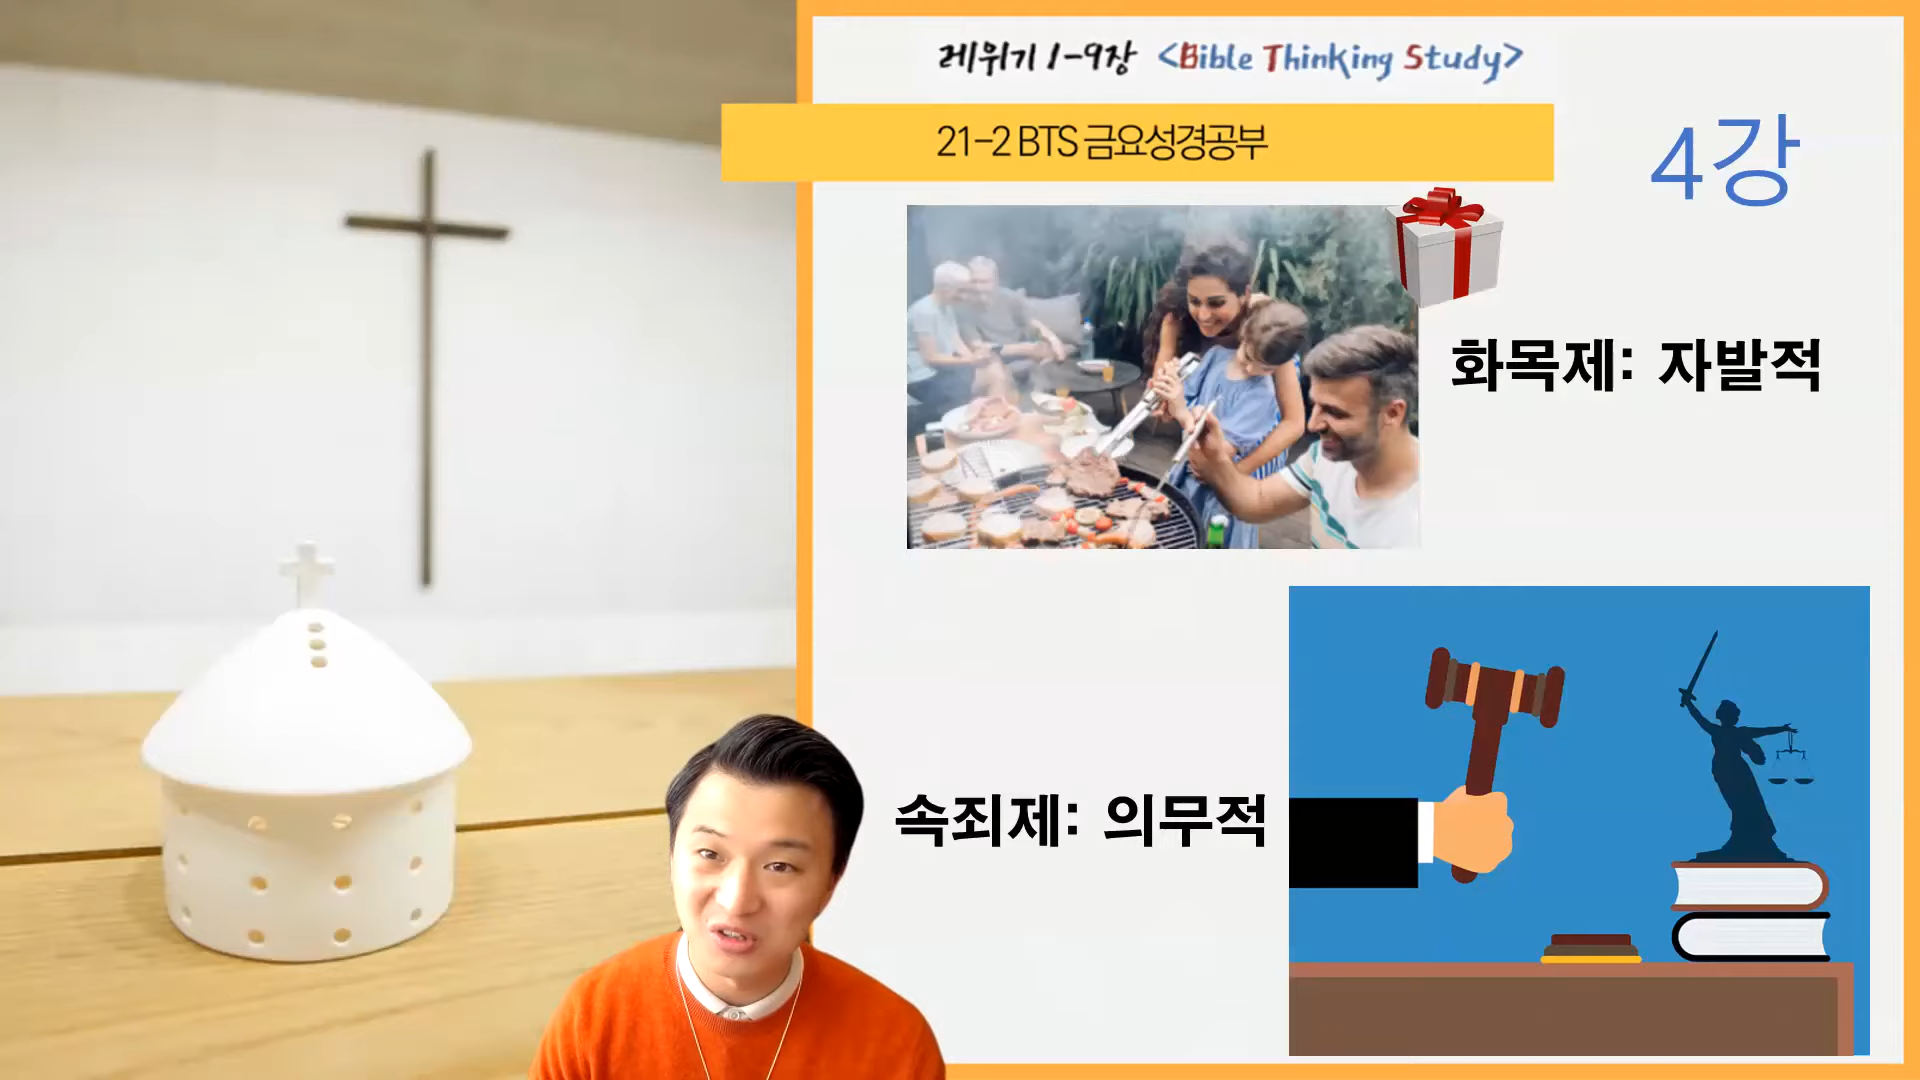 레위기 1-9장 <Bible Thinking Study>
21-2 BTS 금요성경공부
4강
화목제: 자발적
속죄제: 의무적